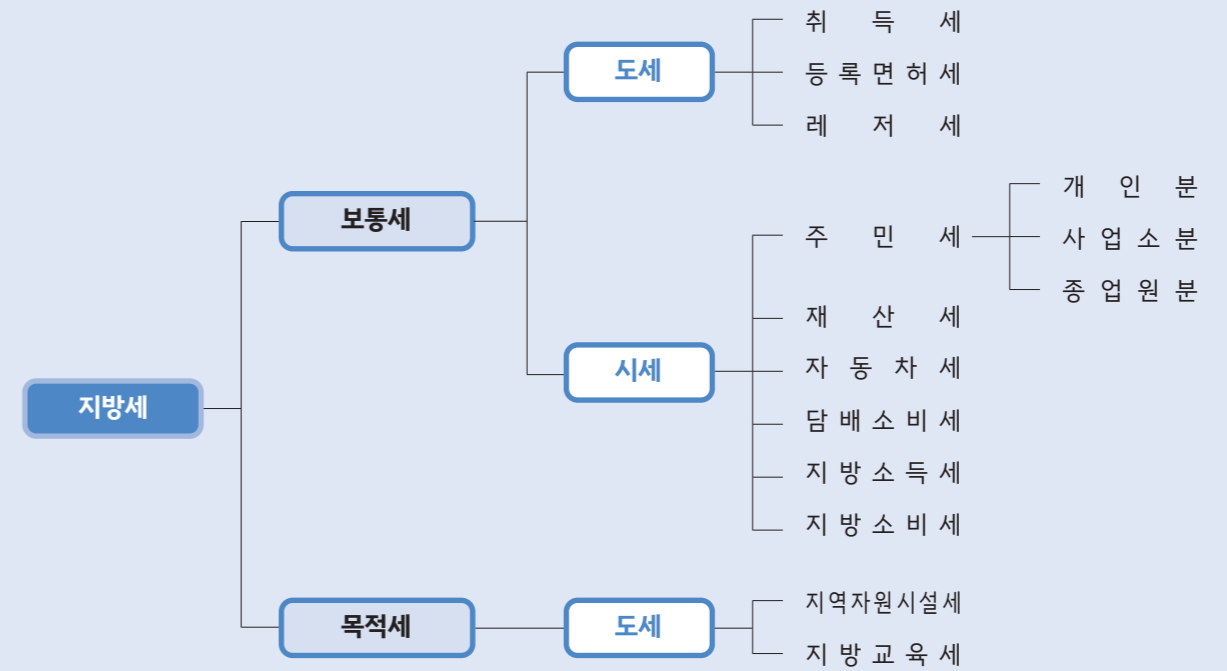 지방세
보통세
도세
취득세
등록면허세
레저세
시세
주민세
개인분
사업소분
종업원분
재산세
자동차세
담배소비세
지방소득세
지방소비세
목적세
도세
지역자원시설세
지방교육세